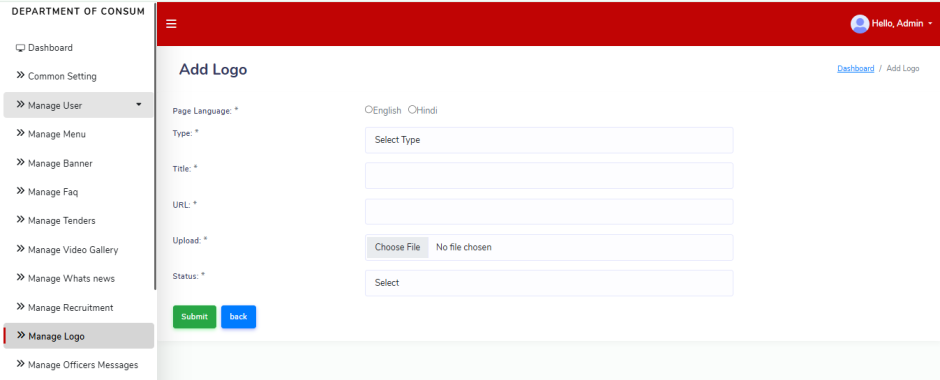 DEPARTMENT OF CONSUM
Hello, Admin
Dashboard
Common Setting
Manage User
Manage Menu
Manage Banner
Manage Faq
Manage Tenders
Manage Video Gallery
Manage Whats news
Manage Recruitment
Manage Logo
Manage Officers Messages
Add Logo
Dashboard / Add Logo
Page Language: * English Hindi
Type: * Select Type
Title: *
URL: *
Upload: * Choose File No file chosen
Status: * Select
Submit back